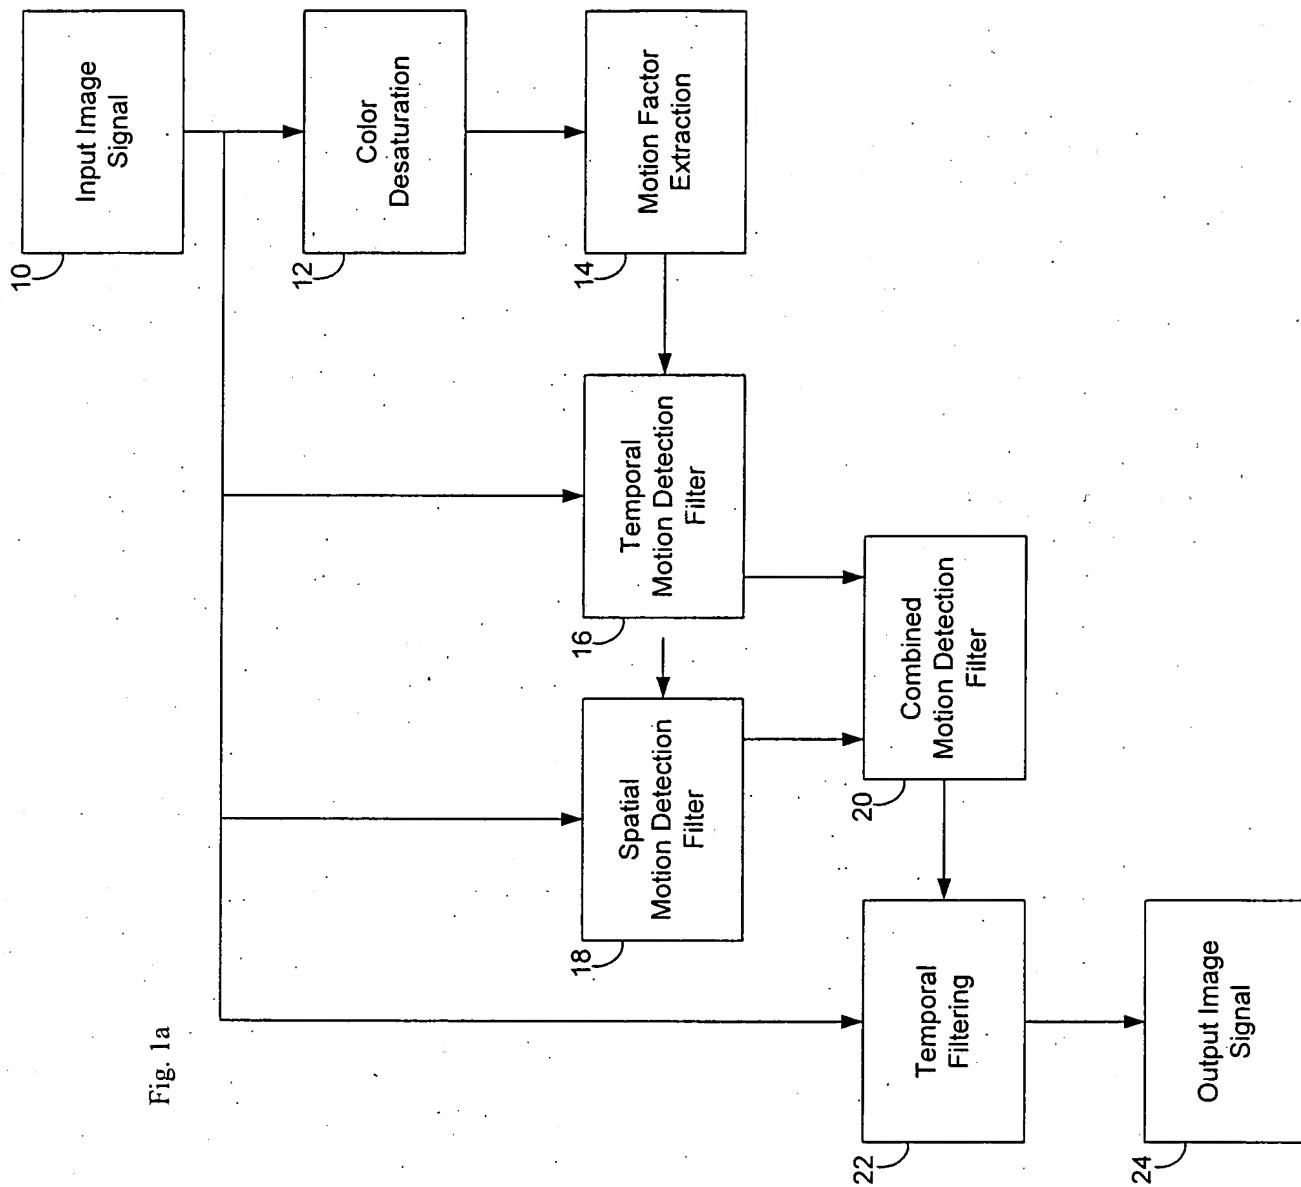 Fig. 1a
Input Image
Signal
10
Color
Desaturation
12
Motion Factor
Extraction
14
Temporal
Motion Detection
Filter
16
Spatial
Motion Detection
Filter
18
Combined
Motion Detection
Filter
20
Temporal
Filtering
22
Output Image
Signal
24